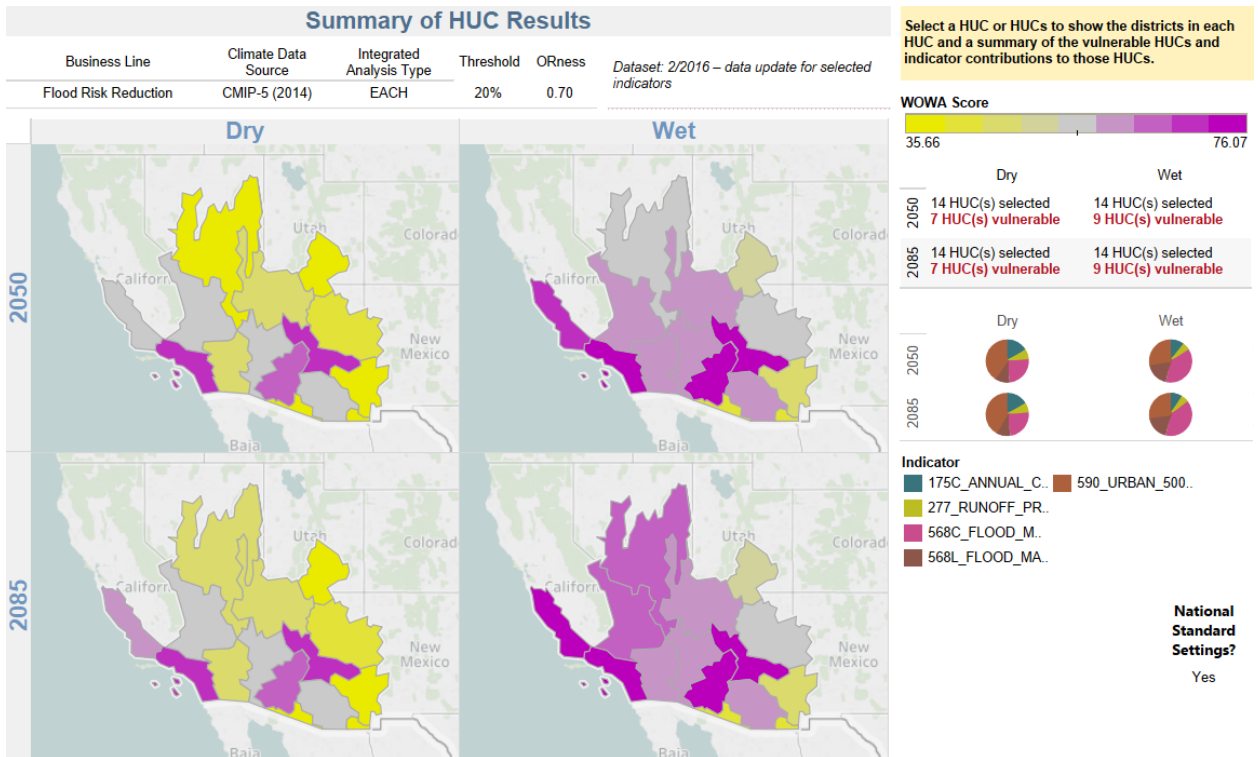 Summary of HUC Results
Business Line
Climate Data
Source
Integrated
Analysis Type
Threshold
ORness
Flood Risk Reduction
CMIP-5 (2014)
EACH
20%
0.70
Dataset: 2/2016 – data update for selected
indicators
Select a HUC or HUCs to show the districts in each
HUC and a summary of the vulnerable HUCs and
indicator contributions to those HUCs.
WOWA Score
35.66
76.07
Dry
Wet
2050
Utah
Colorad
Californ
New
Mexico
Baja
Utah
Colorad
Californ
New
Mexico
Baja
2085
Utah
Colorad
Californ
New
Mexico
Baja
Utah
Colorad
Californ
New
Mexico
Baja
Dry
Wet
2050
14 HUC(s) selected
7 HUC(s) vulnerable
14 HUC(s) selected
9 HUC(s) vulnerable
2085
14 HUC(s) selected
7 HUC(s) vulnerable
14 HUC(s) selected
9 HUC(s) vulnerable
Dry
Wet
2050
2085
Indicator
175C_ANNUAL_C..
590_URBAN_500..
277_RUNOFF_PR..
568C_FLOOD_M..
568L_FLOOD_MA..
National
Standard
Settings?
Yes